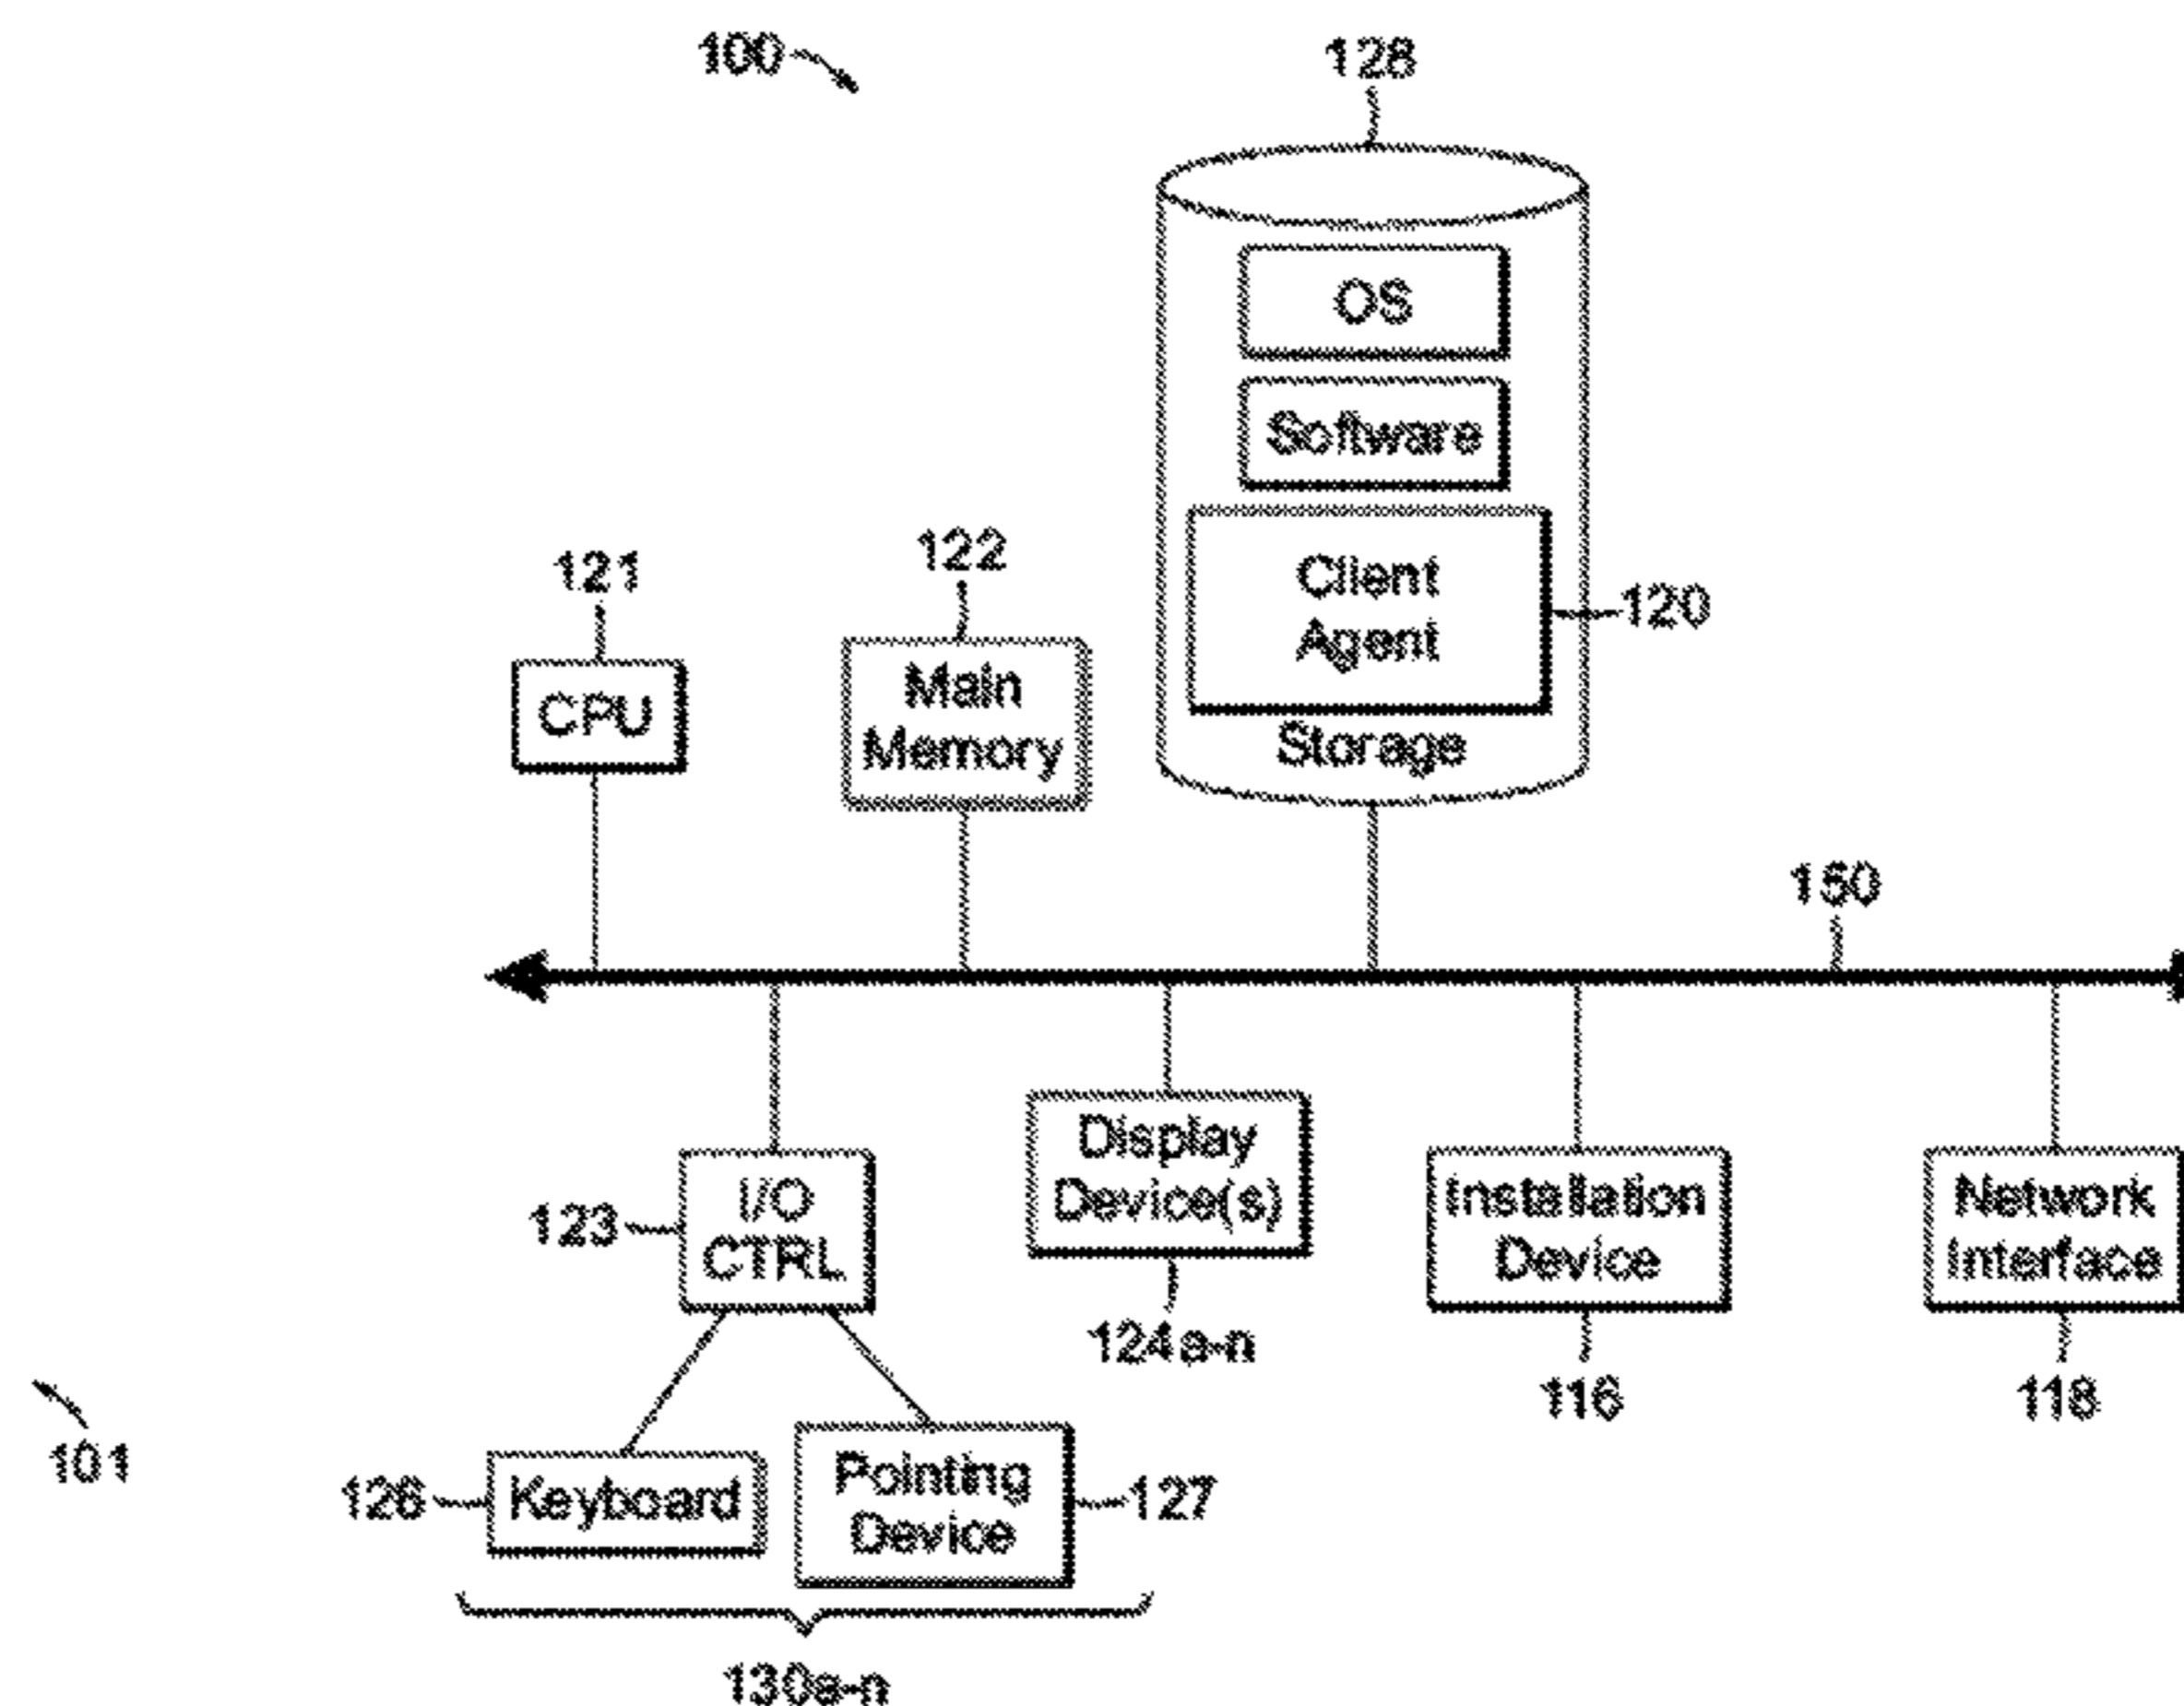 100
128
OS
Software
Client
Agent
120
Storage
121
CPU
122
Main
Memory
150
123
I/O
CTRL
Display
Device(s)
124a-n
Installation
Device
116
Network
Interface
118
101
126
Keyboard
Pointing
Device
127
130a-n